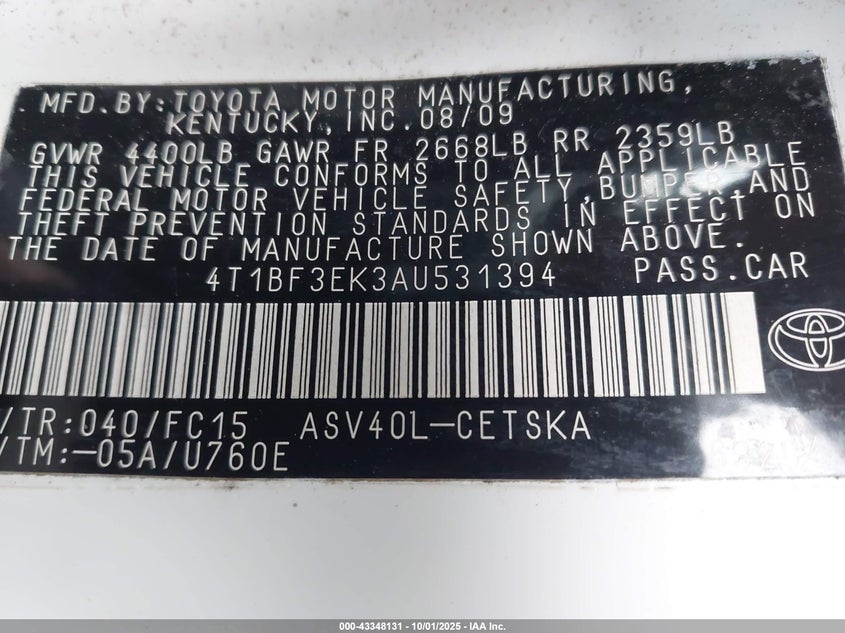 MFD.BY:TOYOTA MOTOR MANUFACTURING,
KENTUCKY,INC.08/09
GVWR 4400LB GAWR FR 2668LB RR 2359LB
THIS VEHICLE CONFORMS TO ALL APPLICABLE
FEDERAL MOTOR VEHICLE SAFETY,BUMPER,AND
THEFT PREVENTION STANDARDS IN EFFECT ON
THE DATE OF MANUFACTURE SHOWN ABOVE.
4T1BF3EK3AU531394 PASS.CAR
/TR:040/FC15 ASV40L-CETSKA
/TM:-05A/U760E
000-43348131 - 10/01/2025 - IAA Inc.